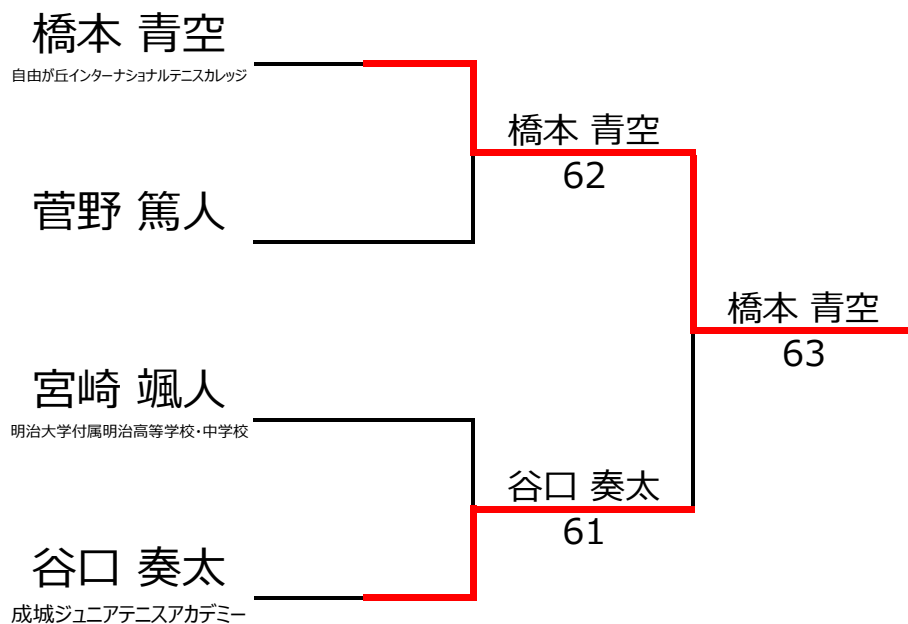 橋本 青空
自由が丘インターナショナルテニスカレッジ
橋本 青空
62
菅野 篤人
橋本 青空
63
宮崎 颯人
明治大学付属明治高等学校・中学校
谷口 奏太
61
谷口 奏太
成城ジュニアテニスアカデミー